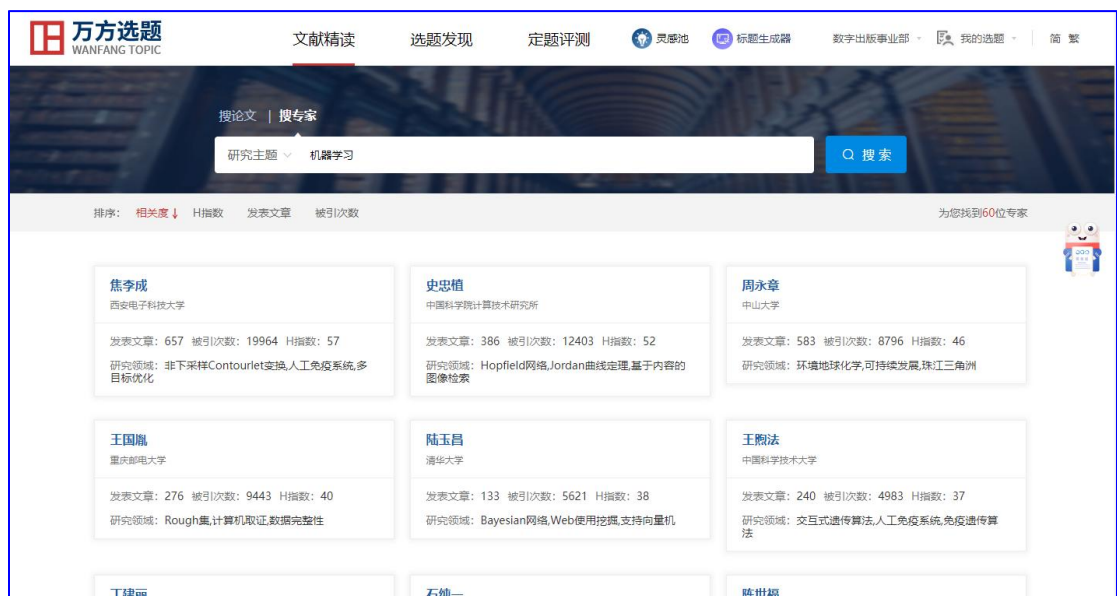 万方选题
WANFANG TOPIC
文献精读 选题发现 定题评测 灵感池 标题生成器 数字出版事业部 我的选题 简 繁
搜论文 | 搜专家
研究主题 机器学习 搜索
排序: 相关度↓ H指数 发表文章 被引次数 为您找到60位专家
焦李成
西安电子科技大学
发表文章: 657 被引次数: 19964 H指数: 57
研究领域: 非下采样Contourlet变换,人工免疫系统,多
目标优化
史忠植
中国科学院计算技术研究所
发表文章: 386 被引次数: 12403 H指数: 52
研究领域: Hopfield网络,Jordan曲线定理,基于内容的
图像检索
周永章
中山大学
发表文章: 583 被引次数: 8796 H指数: 46
研究领域: 环境地球化学,可持续发展,珠江三角洲
王国胤
重庆邮电大学
发表文章: 276 被引次数: 9443 H指数: 40
研究领域: Rough集,计算机取证,数据完整性
陆玉昌
清华大学
发表文章: 133 被引次数: 5621 H指数: 38
研究领域: Bayesian网络,Web使用挖掘,支持向量机
王煦法
中国科学技术大学
发表文章: 240 被引次数: 4983 H指数: 37
研究领域: 交互式遗传算法,人工免疫系统,免疫遗传算
法